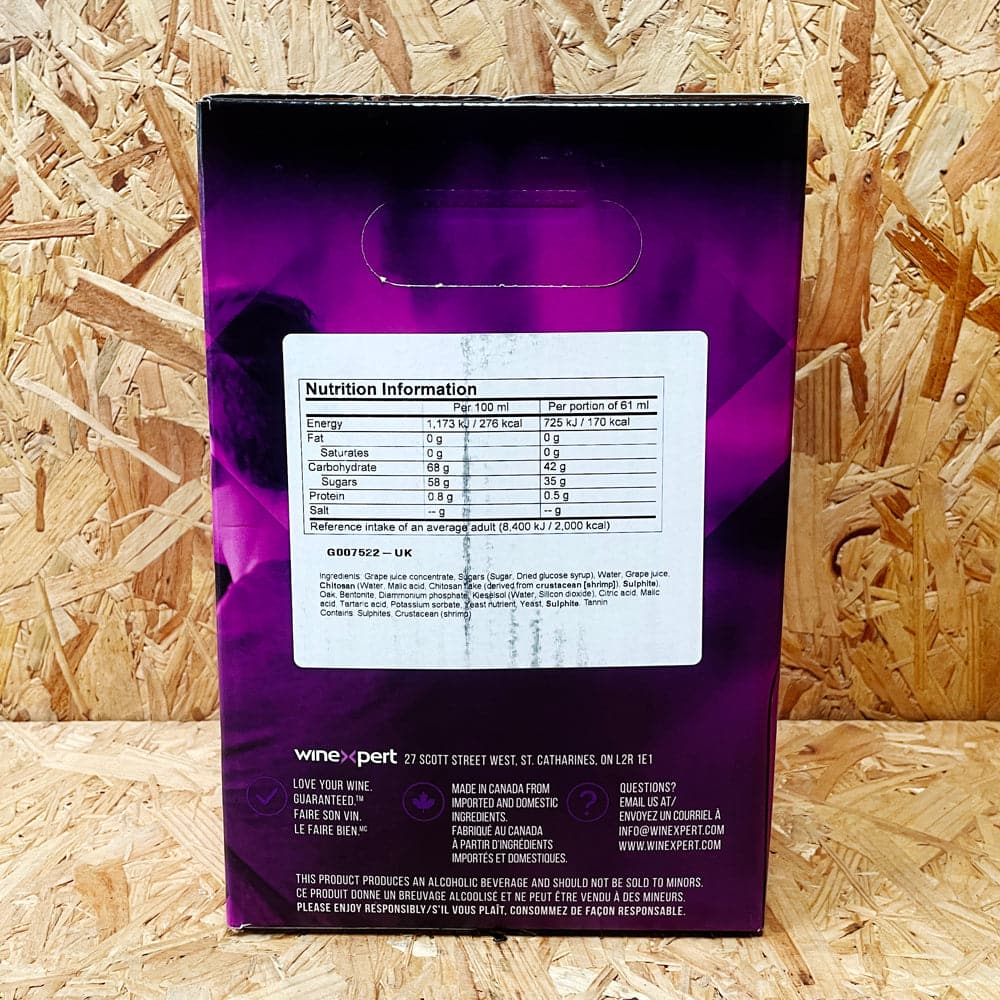 Nutrition Information
Per 100 ml Per portion of 61 ml
Energy 1,173 kJ / 276 kcal 725 kJ / 170 kcal
Fat 0 g 0 g
Saturates 0 g 0 g
Carbohydrate 68 g 42 g
Sugars 58 g 35 g
Protein 0.8 g 0.5 g
Salt -- g -- g
Reference intake of an average adult (8,400 kJ / 2,000 kcal)
G007522 – UK
Ingredients: Grape juice concentrate, Sugars (Sugar, Dried glucose syrup), Water, Grape juice,
Chitosan (Water, Malic acid, Chitosan flake (derived from crustacean [shrimp]), Sulphite),
Oak, Bentonite, Diammonium phosphate, Kieselsol (Water, Silicon dioxide), Citric acid, Malic
acid, Tartaric acid, Potassium sorbate, Yeast nutrient, Yeast, Sulphite, Tannin
Contains: Sulphites, Crustacean (shrimp)
winexpert 27 SCOTT STREET WEST, ST. CATHARINES, ON L2R 1E1
LOVE YOUR WINE.
GUARANTEED.™
FAIRE SON VIN.
LE FAIRE BIEN.MC
MADE IN CANADA FROM
IMPORTED AND DOMESTIC
INGREDIENTS.
FABRIQUÉ AU CANADA
À PARTIR D'INGRÉDIENTS
IMPORTÉS ET DOMESTIQUES.
?
QUESTIONS?
EMAIL US AT/
ENVOYEZ UN COURRIEL À
INFO@WINEXPERT.COM
WWW.WINEXPERT.COM
THIS PRODUCT PRODUCES AN ALCOHOLIC BEVERAGE AND SHOULD NOT BE SOLD TO MINORS.
CE PRODUIT DONNE UN BREUVAGE ALCOOLISÉ ET NE PEUT ÊTRE VENDU À DES MINEURS.
PLEASE ENJOY RESPONSIBLY/S'IL VOUS PLAÎT, CONSOMMEZ DE FAÇON RESPONSABLE.